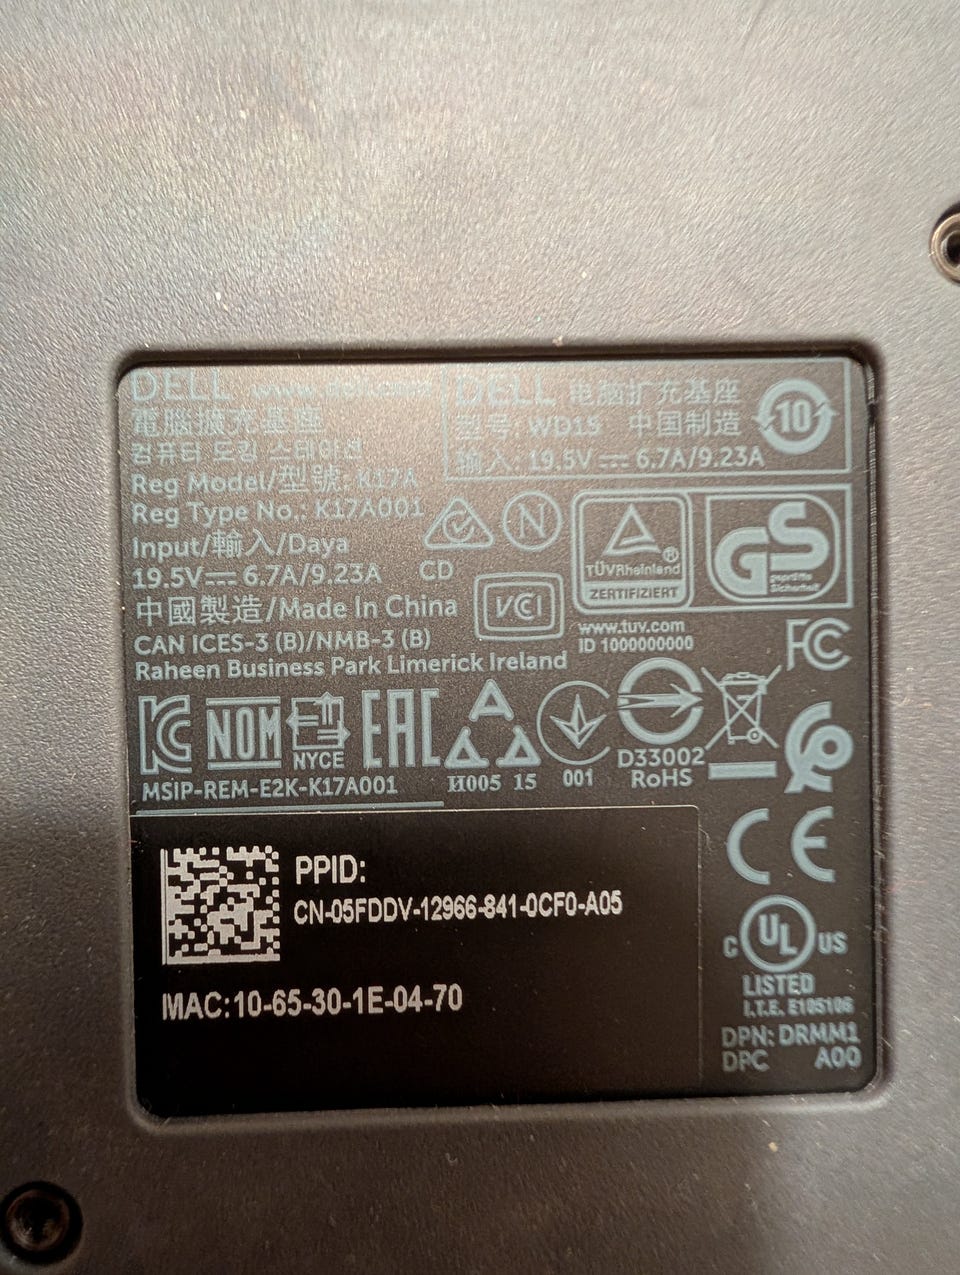 DELL www.dell.com
電腦擴充基座
컴퓨터 도킹 스테이션
Reg Model/型號: K17A
Reg Type No.: K17A001
Input/輸入/Daya
19.5V⎓6.7A/9.23A CD
中國製造/Made In China
CAN ICES-3 (B)/NMB-3 (B)
Raheen Business Park Limerick Ireland
DELL 电脑扩充基座
型号: WD15 中国制造
输入: 19.5V⎓6.7A/9.23A
10
N
TÜVRheinland®
ZERTIFIZIERT
GS
geprüfte
Sicherheit
VCI
www.tuv.com
ID 1000000000
FC
KC
NOM
NYCE
EAC
И005 15
001
D33002
RoHS
MSIP-REM-E2K-K17A001
CE
PPID:
CN-05FDDV-12966-841-0CF0-A05
MAC:10-65-30-1E-04-70
C UL US
LISTED
I.T.E. E105106
DPN: DRMM1
DPC A00